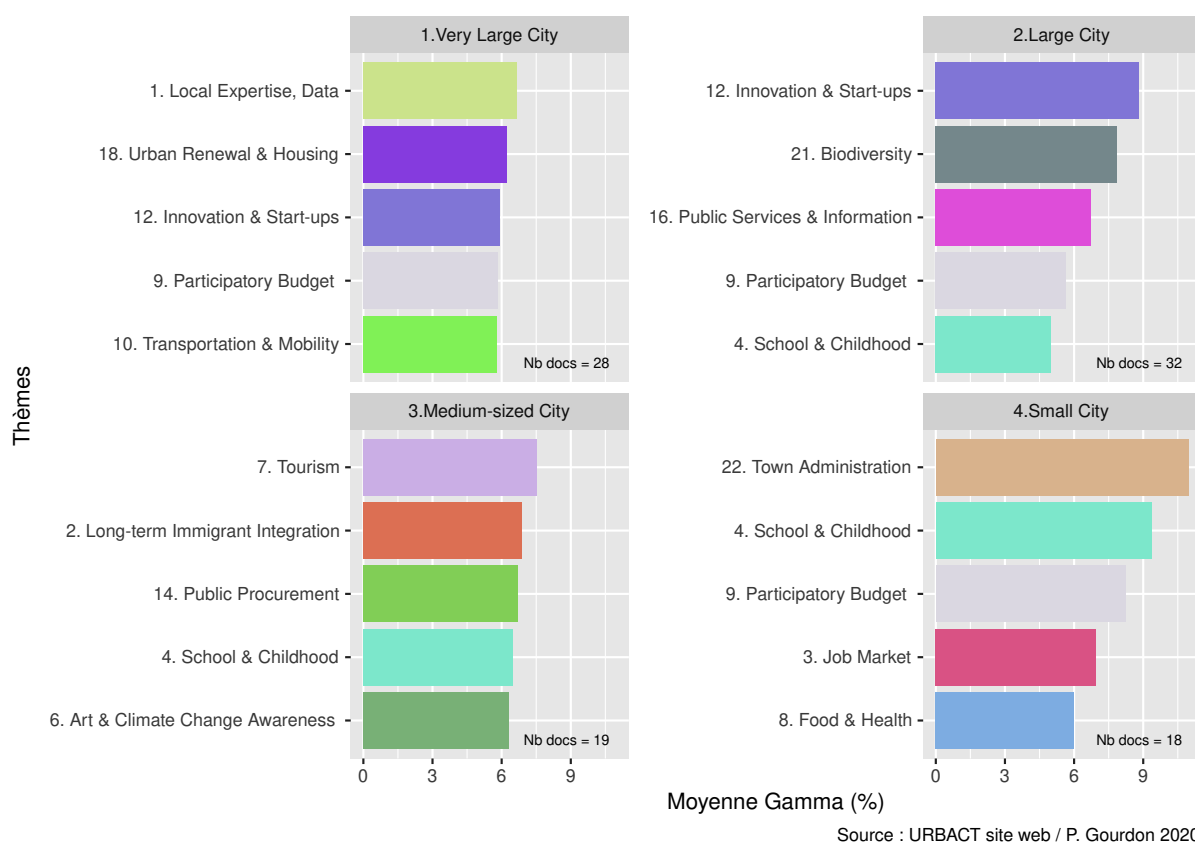 1.Very Large City
1. Local Expertise, Data
18. Urban Renewal & Housing
12. Innovation & Start-ups
9. Participatory Budget
10. Transportation & Mobility
Nb docs = 28
2.Large City
12. Innovation & Start-ups
21. Biodiversity
16. Public Services & Information
9. Participatory Budget
4. School & Childhood
Nb docs = 32
Thèmes
3.Medium-sized City
7. Tourism
2. Long-term Immigrant Integration
14. Public Procurement
4. School & Childhood
6. Art & Climate Change Awareness
Nb docs = 19
0 3 6 9
4.Small City
22. Town Administration
4. School & Childhood
9. Participatory Budget
3. Job Market
8. Food & Health
Nb docs = 18
0 3 6 9
Moyenne Gamma (%)
Source : URBACT site web / P. Gourdon 2020